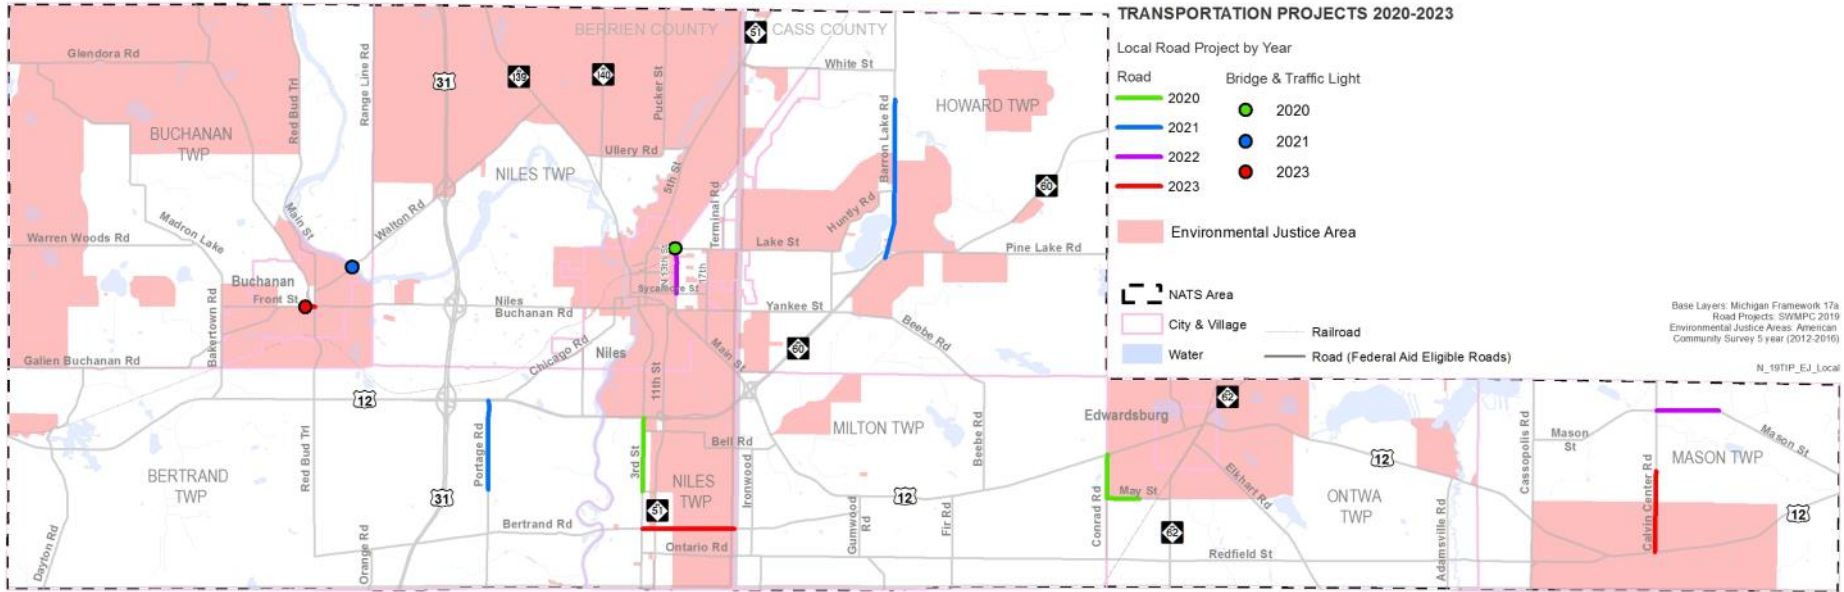 TRANSPORTATION PROJECTS 2020-2023
Local Road Project by Year
Road
Bridge & Traffic Light
2020
2020
2021
2021
2022
2023
2023
Environmental Justice Area
NATS Area
City & Village
Railroad
Water
Road (Federal Aid Eligible Roads)
Base Layers: Michigan Framework 17a
Road Projects: SWMPC 2019
Environmental Justice Areas: American
Community Survey 5 year (2012-2016)
N_19TIP_EJ_Local
BERRIEN COUNTY
CASS COUNTY
51
Glendora Rd
Red Bud Trl
Range Line Rd
31
139
140
Pucker St
White St
HOWARD TWP
BUCHANAN
TWP
Barron Lake Rd
Ullery Rd
NILES TWP
5th St
Terminal Rd
60
Main St
Walton Rd
Madron Lake
Huntly Rd
Warren Woods Rd
Lake St
Pine Lake Rd
N 13th St
17th
Buchanan
Front St
Sycamore St
Niles
Buchanan Rd
Yankee St
Bakertown Rd
Beebe Rd
Galien Buchanan Rd
Chicago Rd
Niles
Main St
60
11th St
12
62
Edwardsburg
MILTON TWP
Bell Rd
Beebe Rd
Portage Rd
3rd St
Red Bud Trl
BERTRAND
TWP
NILES
TWP
Ironwood
31
51
12
Gumwood
Rd
Fir Rd
Bertrand Rd
Ontario Rd
Orange Rd
Dayton Rd
Conrad Rd
May St
Elkhart Rd
62
ONTWA
TWP
12
Adamsville Rd
Redfield St
Cassopolis Rd
Mason
St
Mason St
MASON TWP
Calvin Center Rd
12